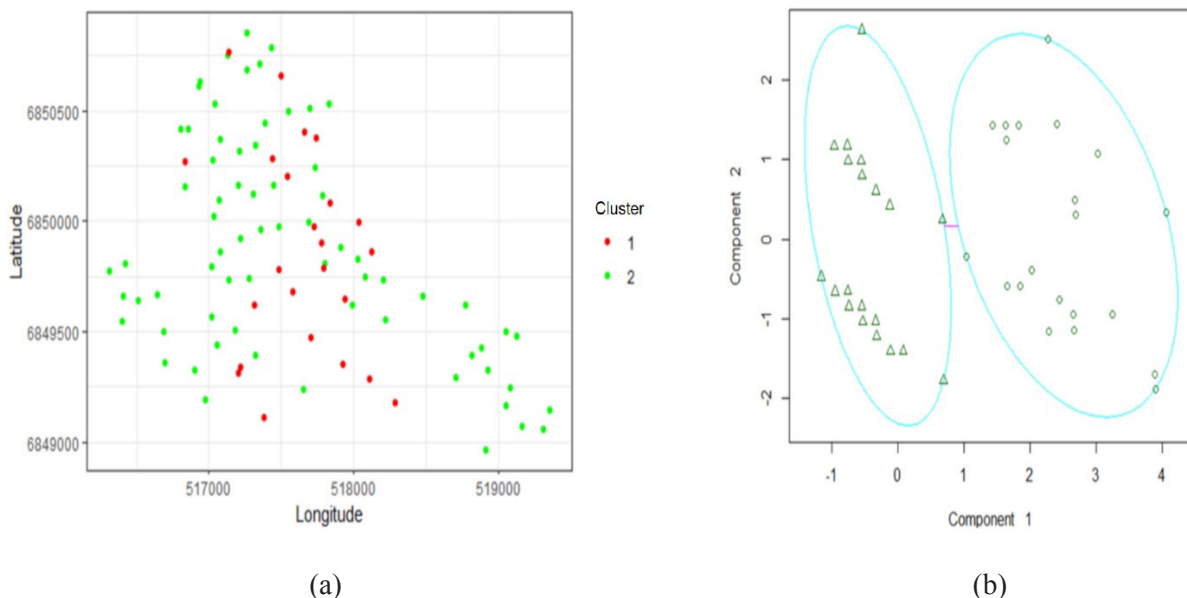 6850500
6850000
6849500
6849000
Latitude
517000 518000 519000
Longitude
Cluster
1
2
(a)
2
1
0
-1
-2
Component 2
-1 0 1 2 3 4
Component 1
(b)